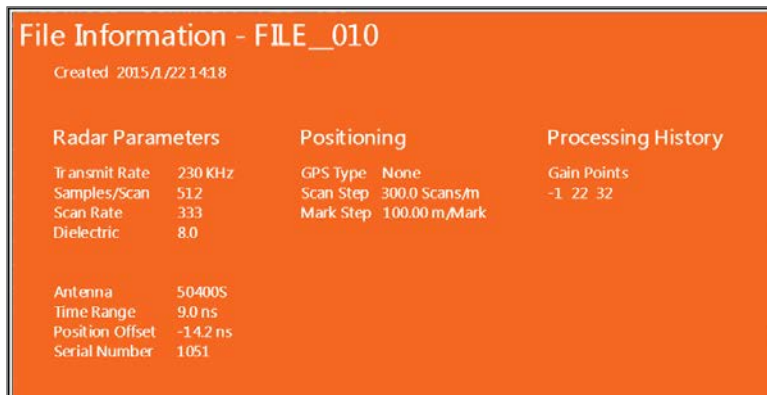 File Information - FILE__010
Created 2015/1/22 14:18
Radar Parameters
Transmit Rate 230 KHz
Samples/Scan 512
Scan Rate 333
Dielectric 8.0
Antenna 50400S
Time Range 9.0 ns
Position Offset -14.2 ns
Serial Number 1051
Positioning
GPS Type None
Scan Step 300.0 Scans/m
Mark Step 100.00 m/Mark
Processing History
Gain Points
-1 22 32